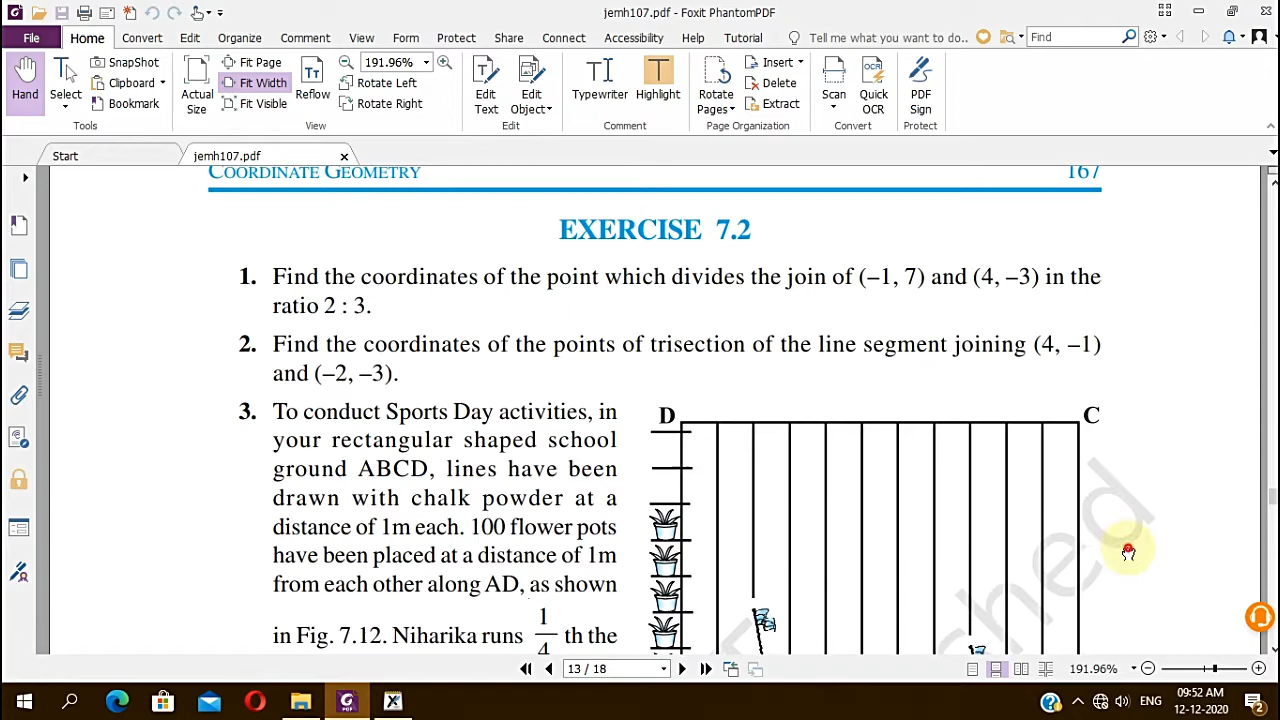 jemh107.pdf - Foxit PhantomPDF
File Home Convert Edit Organize Comment View Form Protect Share Connect Accessibility Help Tutorial Tell me what you want to do.. Find
Hand
Select
SnapShot
Clipboard
Bookmark
Tools
Actual Size
Fit Page
Fit Width
Fit Visible
Reflow
191.96%
Rotate Left
Rotate Right
View
Edit Text
Edit Object
Edit
Typewriter
Highlight
Comment
Rotate Pages
Insert
Delete
Extract
Page Organization
Scan
Quick OCR
Convert
PDF Sign
Protect
Start jemh107.pdf
COORDINATE GEOMETRY 167
EXERCISE 7.2
1. Find the coordinates of the point which divides the join of (–1, 7) and (4, –3) in the
ratio 2 : 3.
2. Find the coordinates of the points of trisection of the line segment joining (4, –1)
and (–2, –3).
3. To conduct Sports Day activities, in
your rectangular shaped school
ground ABCD, lines have been
drawn with chalk powder at a
distance of 1m each. 100 flower pots
have been placed at a distance of 1m
from each other along AD, as shown
in Fig. 7.12. Niharika runs 1/4 th the
D C
shed
13 / 18
191.96%
ENG
09:52 AM
12-12-2020
2